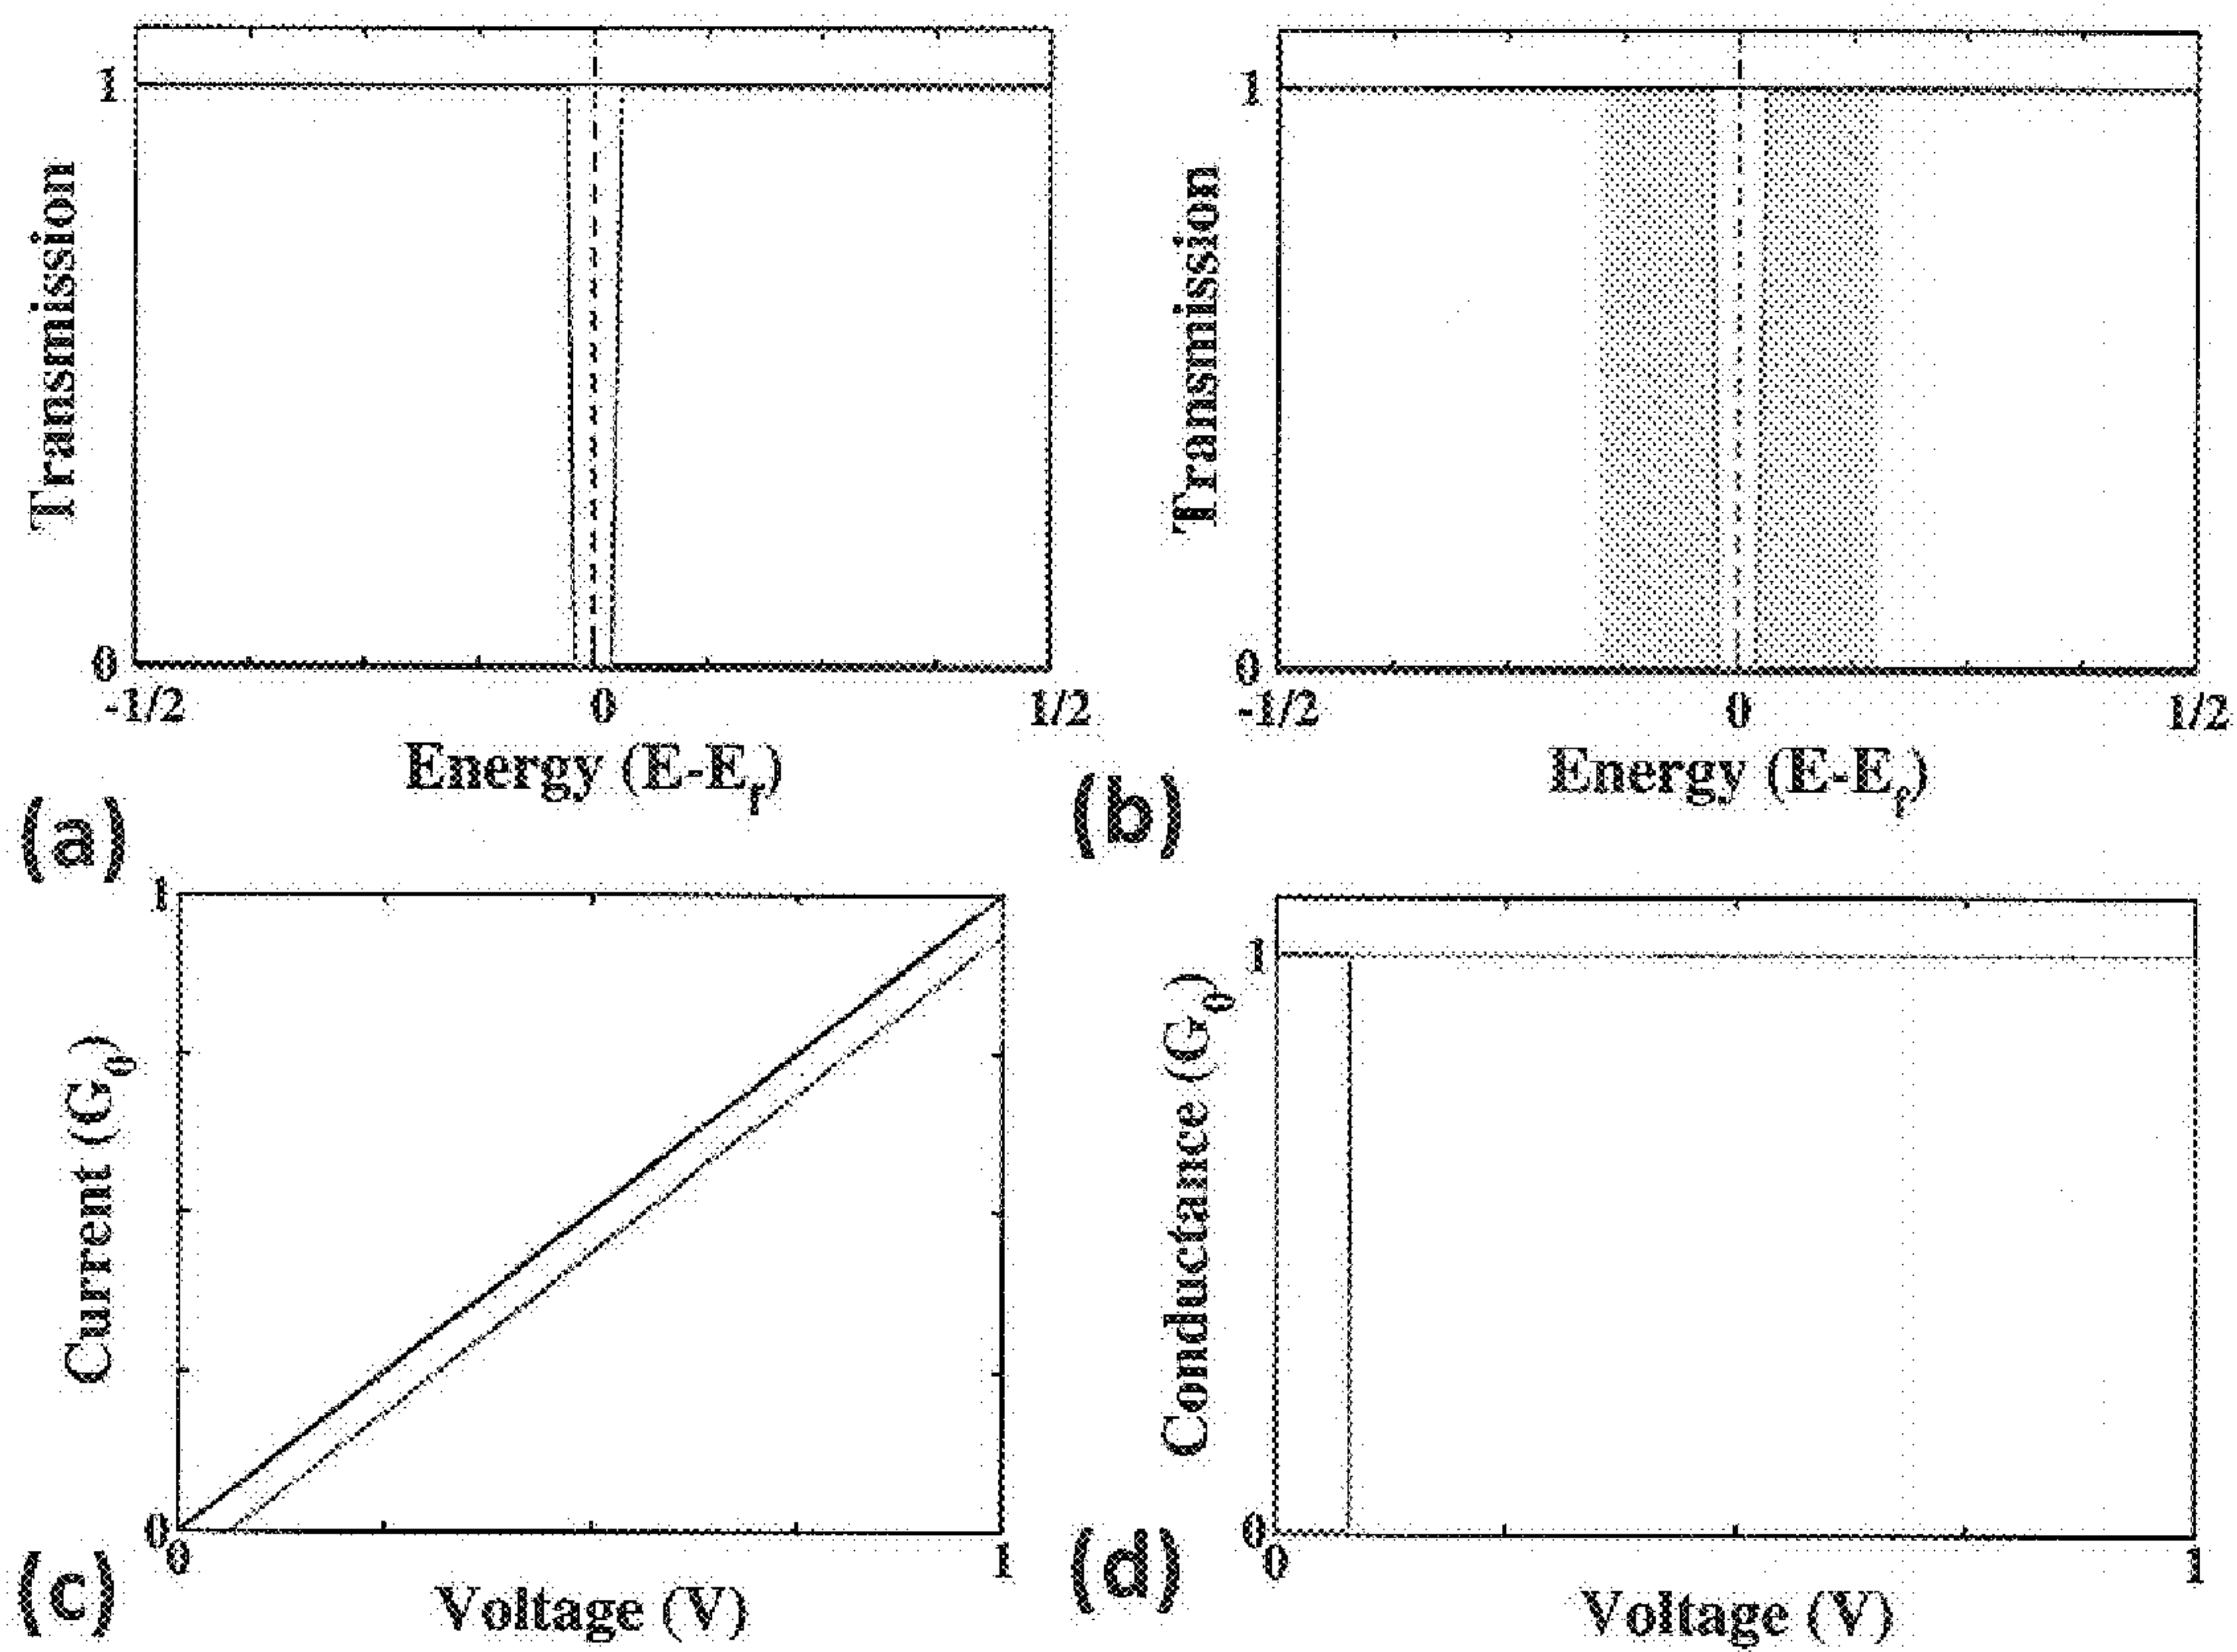 Transmission
1
0
-1/2
0
1/2
Energy (E-E_f)
(a)
Transmission
1
0
-1/2
0
1/2
Energy (E-E_f)
(b)
Current (G_0)
1
0
0
1
Voltage (V)
(c)
Conductance (G_0)
1
0
0
1
Voltage (V)
(d)